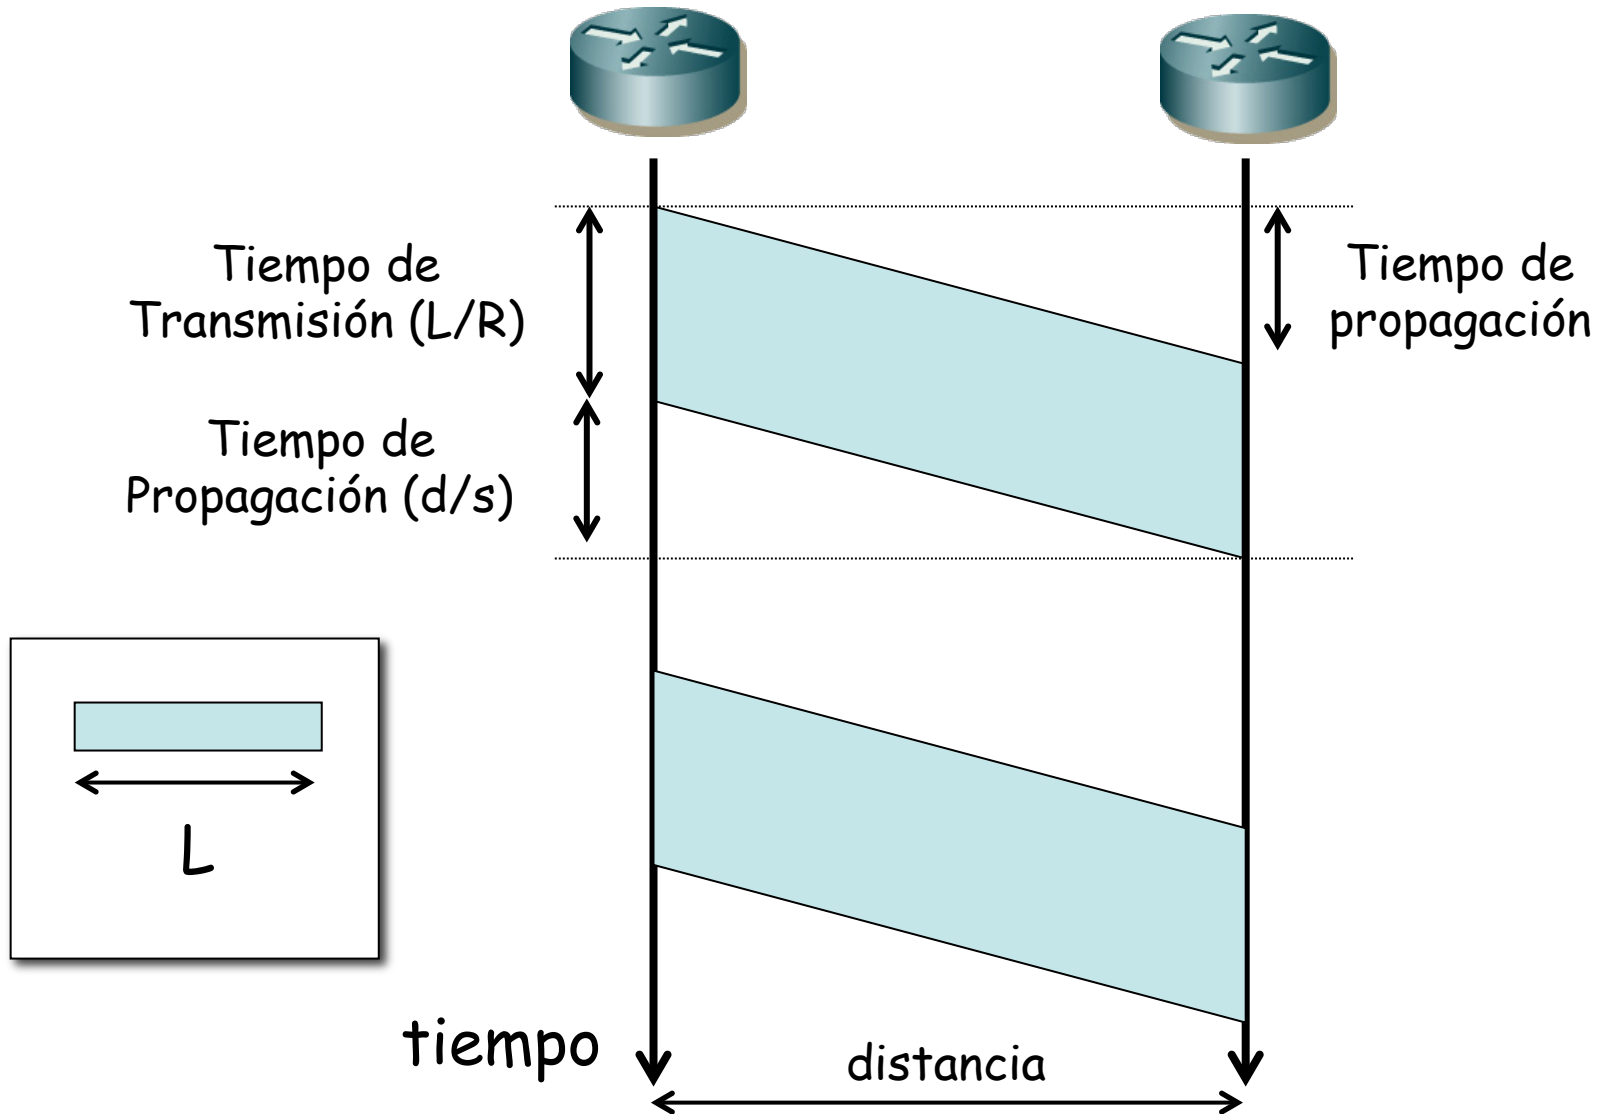 Tiempo de
Transmisión (L/R)
Tiempo de
propagación
Tiempo de
Propagación (d/s)
L
tiempo
distancia